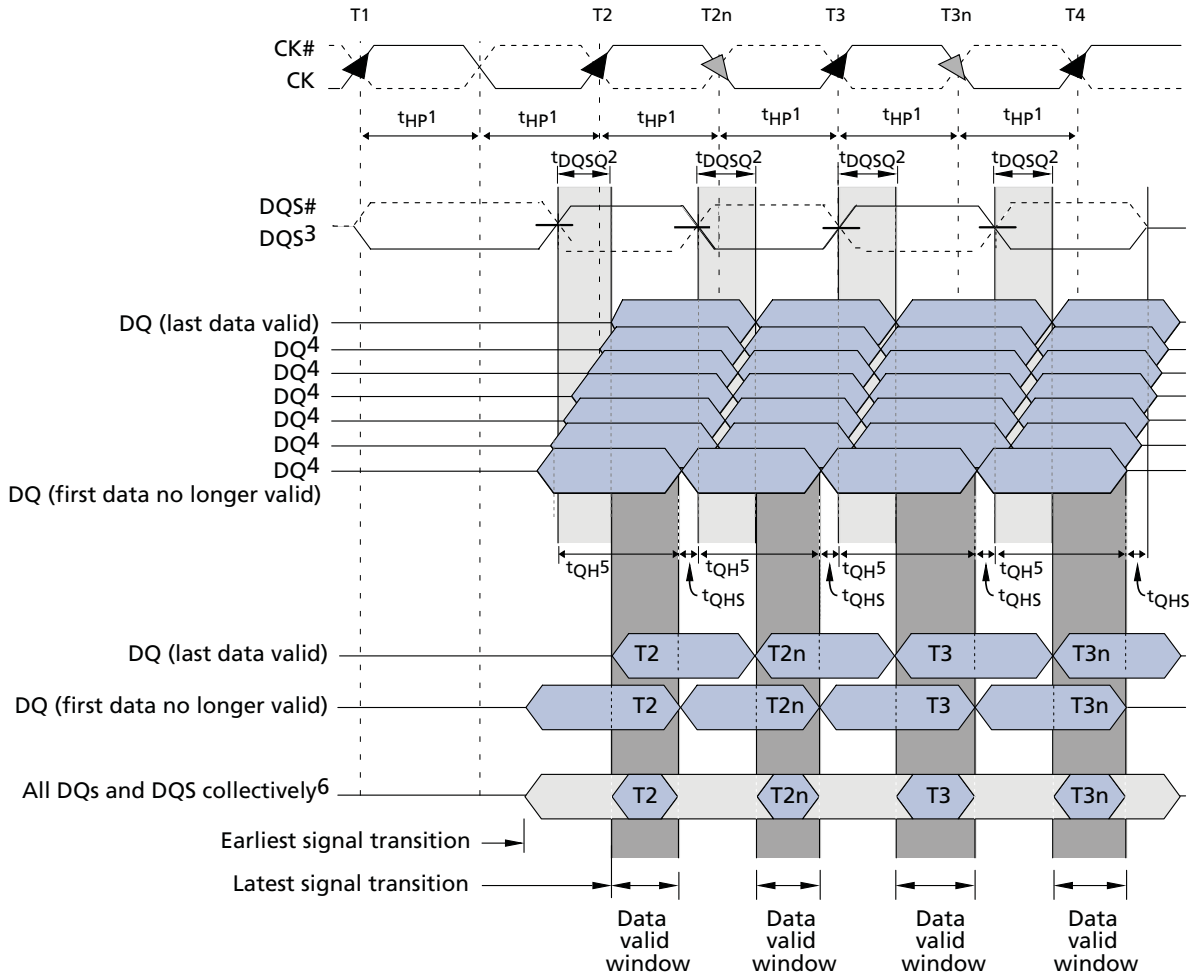 T1 T2 T2n T3 T3n T4
CK#
CK
tHP1 tHP1 tHP1 tHP1 tHP1 tHP1
tDQSQ2 tDQSQ2 tDQSQ2 tDQSQ2
DQS#
DQS3
DQ (last data valid)
DQ4
DQ4
DQ4
DQ4
DQ4
DQ4
DQ (first data no longer valid)
tQH5 tQH5 tQH5 tQH5
tQHS tQHS tQHS tQHS
DQ (last data valid) T2 T2n T3 T3n
DQ (first data no longer valid) T2 T2n T3 T3n
All DQs and DQS collectively6 T2 T2n T3 T3n
Earliest signal transition
Latest signal transition
Data valid window
Data valid window
Data valid window
Data valid window